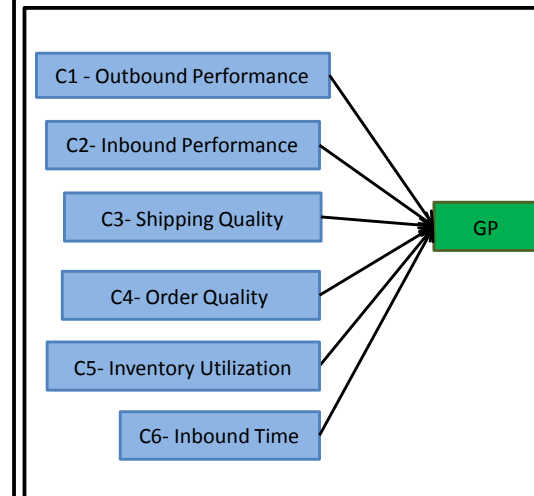 C1 - Outbound Performance
C2- Inbound Performance
C3- Shipping Quality
GP
C4- Order Quality
C5- Inventory Utilization
C6- Inbound Time